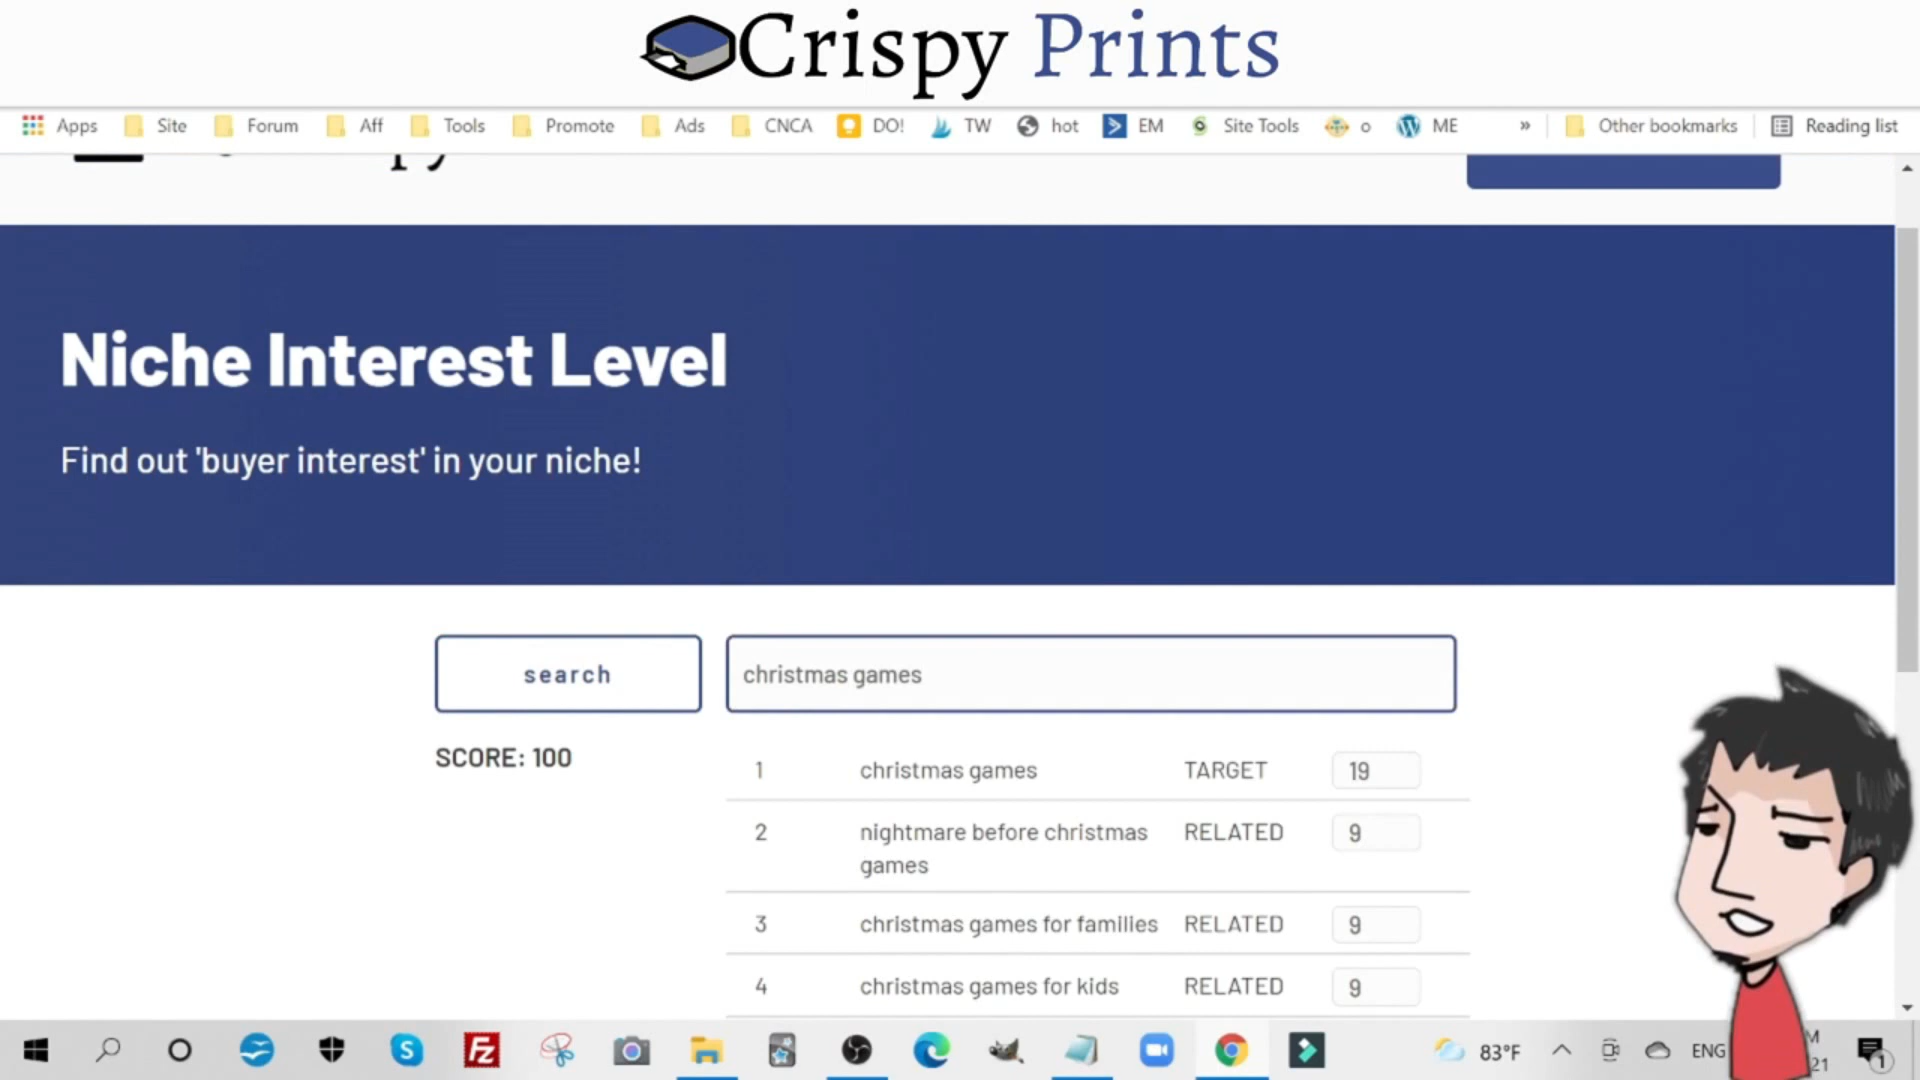 Crispy Prints
Apps Site Forum Aff Tools Promote Ads CNCA DO! TW hot EM Site Tools o ME » Other bookmarks Reading list
Niche Interest Level
Find out 'buyer interest' in your niche!
search christmas games
SCORE: 100
1 christmas games TARGET 19
2 nightmare before christmas games RELATED 9
3 christmas games for families RELATED 9
4 christmas games for kids RELATED 9
83°F ENG M
21
1